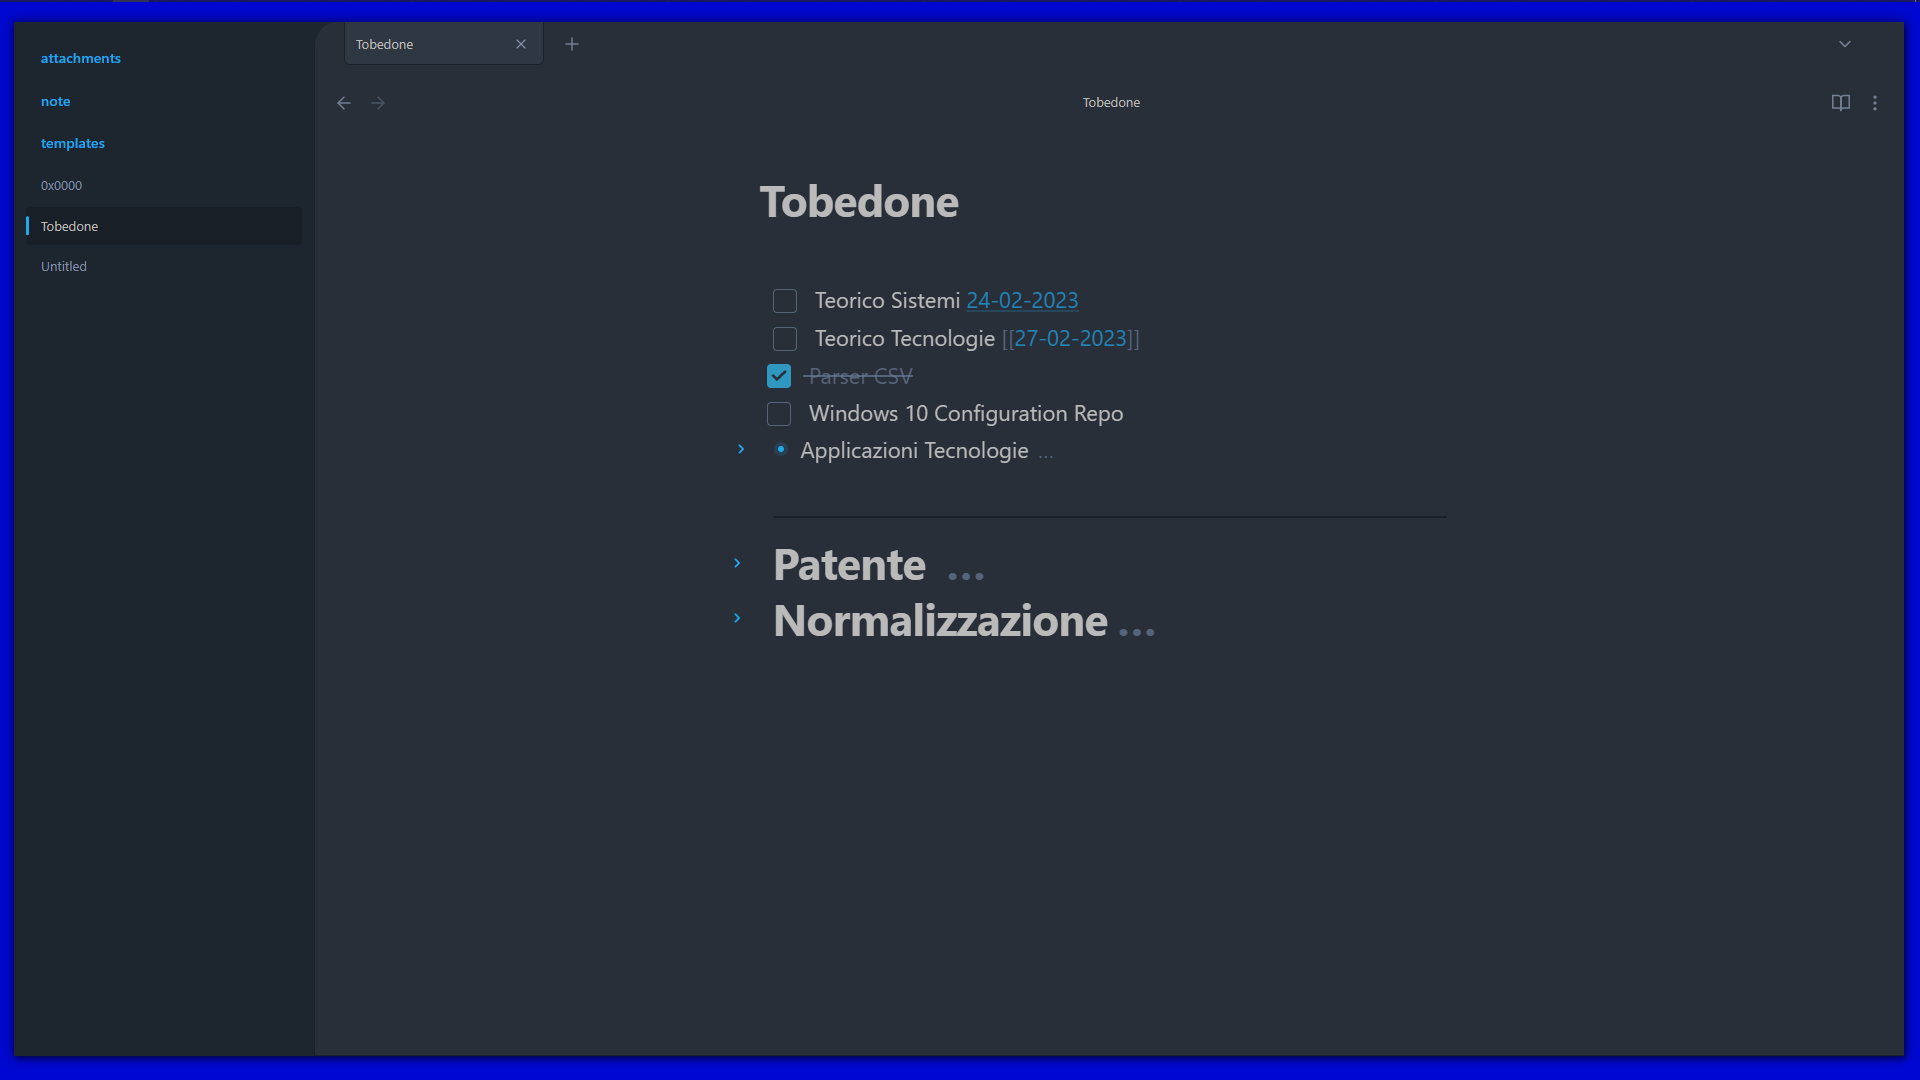 attachments
note
templates
0x0000
Tobedone
Untitled
Tobedone
Tobedone
Tobedone
Teorico Sistemi 24-02-2023
Teorico Tecnologie [[27-02-2023]]
Parser CSV
Windows 10 Configuration Repo
Applicazioni Tecnologie ...
Patente ...
Normalizzazione ...